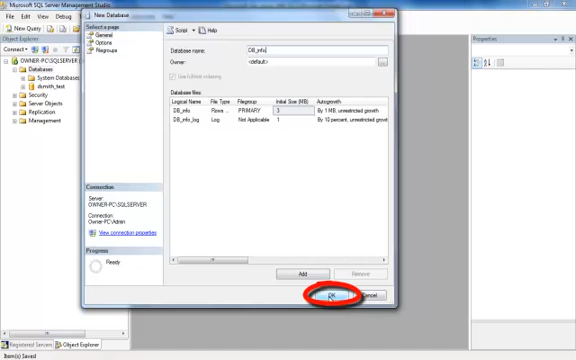 Microsoft SQL Server Management Studio
File Edit View Debug
New Query
Object Explorer
Connect
OWNER-PC\SQLSERVER
Databases
System Databases
dsmith_test
Security
Server Objects
Replication
Management
Registered Servers Object Explorer
Item(s) Saved
New Database
Select a page
General
Options
Filegroups
Connection
Server:
OWNER-PC\SQLSERVER
Connection:
OWNER-PC\Admin
View connection properties
Progress
Ready
Script Help
Database name: DB_info
Owner: <default> ...
Use full-text indexing
Database files:
Logical Name File Type Filegroup Initial Size (MB) Autogrowth
DB_info Rows ... PRIMARY 3 By 1 MB, unrestricted growth
DB_info_log Log Not Applicable 1 By 10 percent, unrestricted growth
Add Remove
OK Cancel
Properties